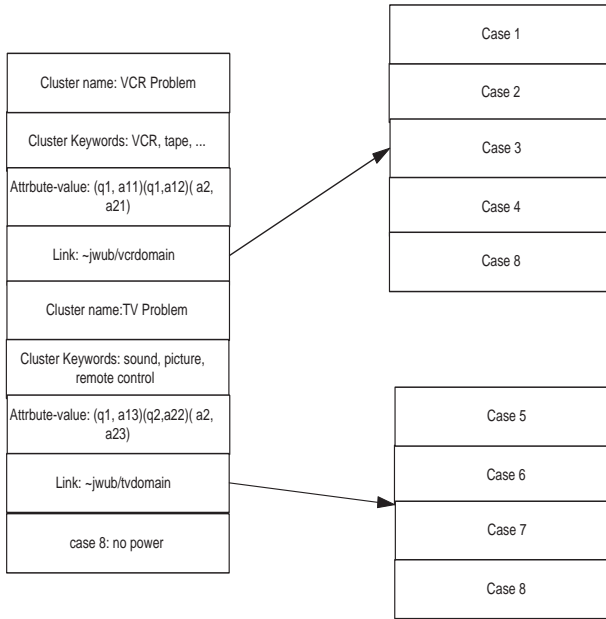 Cluster name: VCR Problem
Cluster Keywords: VCR, tape, ...
Attrbute-value: (q1, a11)(q1,a12)( a2,
a21)
Link: ~jwub/vcrdomain
Cluster name:TV Problem
Cluster Keywords: sound, picture,
remote control
Attrbute-value: (q1, a13)(q2,a22)( a2,
a23)
Link: ~jwub/tvdomain
case 8: no power
Case 1
Case 2
Case 3
Case 4
Case 8
Case 5
Case 6
Case 7
Case 8